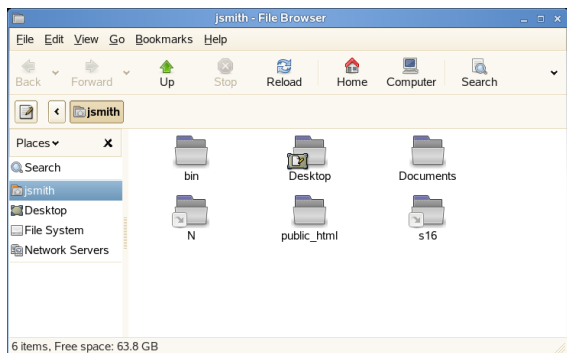 jsmith - File Browser
File Edit View Go Bookmarks Help
Back Forward Up Stop Reload Home Computer Search
jsmith
Places
Search
jsmith
Desktop
File System
Network Servers
bin Desktop Documents
N public_html s16
6 items, Free space: 63.8 GB